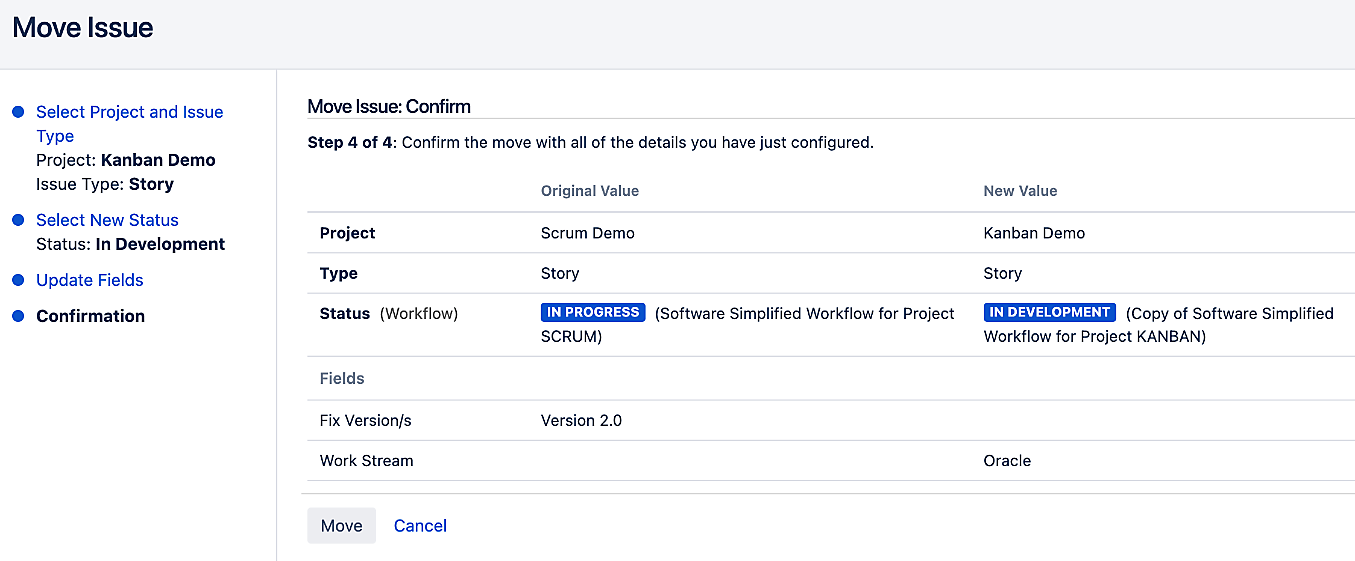 Move Issue
Select Project and Issue
Type
Project: Kanban Demo
Issue Type: Story
Select New Status
Status: In Development
Update Fields
Confirmation
Move Issue: Confirm
Step 4 of 4: Confirm the move with all of the details you have just configured.
Original Value New Value
Project Scrum Demo Kanban Demo
Type Story Story
Status (Workflow) IN PROGRESS (Software Simplified Workflow for Project IN DEVELOPMENT (Copy of Software Simplified
SCRUM) Workflow for Project KANBAN)
Fields
Fix Version/s Version 2.0
Work Stream Oracle
Move Cancel